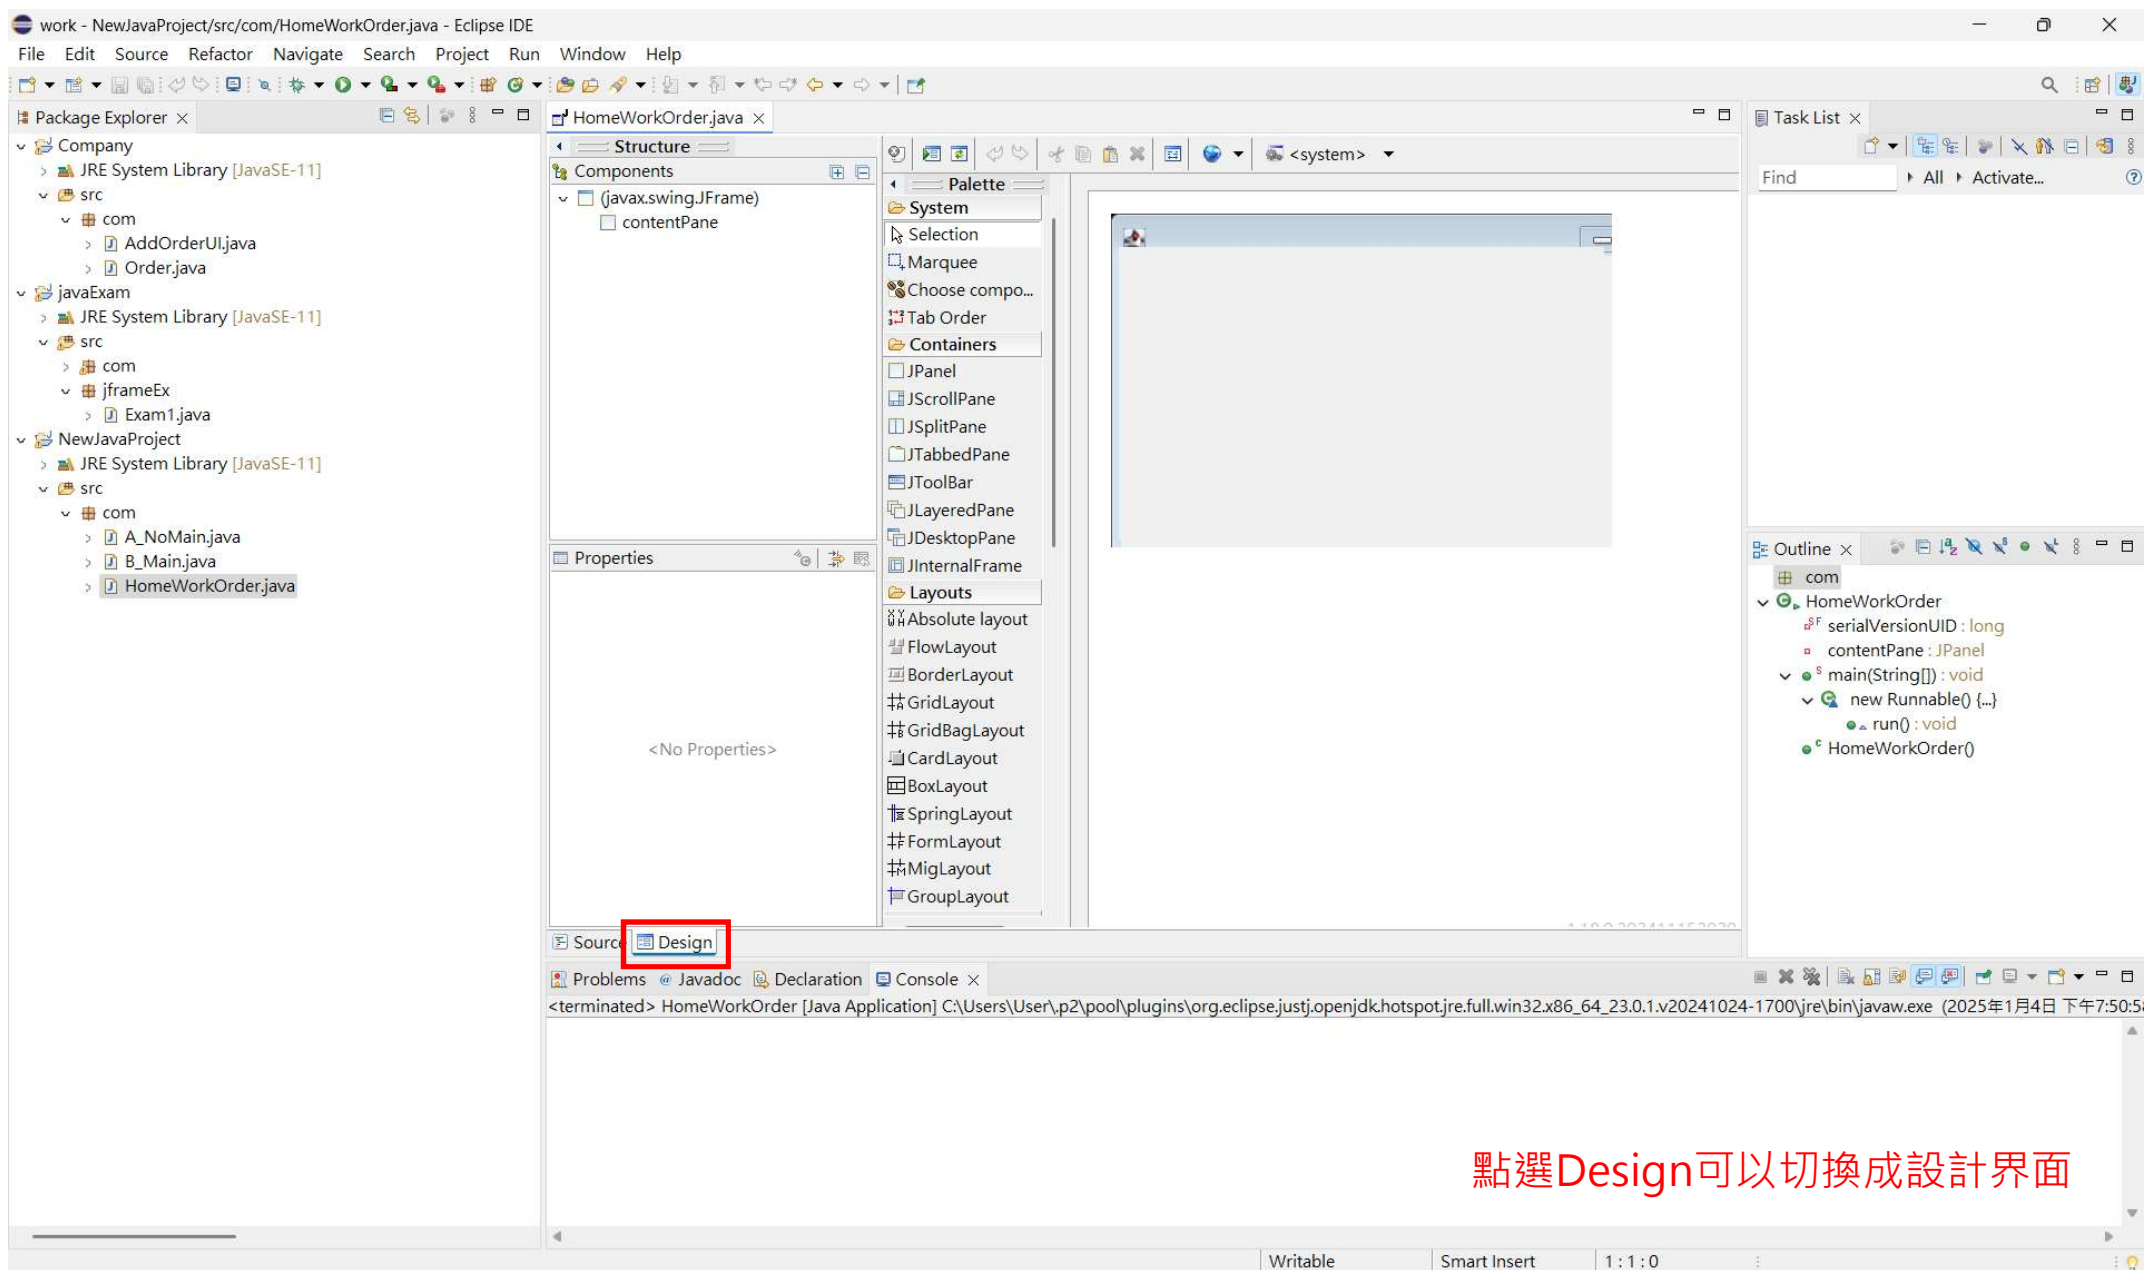 work - NewJavaProject/src/com/HomeWorkOrder.java - Eclipse IDE
File Edit Source Refactor Navigate Search Project Run Window Help
Package Explorer
Company
JRE System Library [JavaSE-11]
src
com
AddOrderUI.java
Order.java
javaExam
JRE System Library [JavaSE-11]
src
com
jframeEx
Exam1.java
NewJavaProject
JRE System Library [JavaSE-11]
src
com
A_NoMain.java
B_Main.java
HomeWorkOrder.java
HomeWorkOrder.java
Structure
Components
(javax.swing.JFrame)
contentPane
Properties
<No Properties>
<system>
Palette
System
Selection
Marquee
Choose compo...
Tab Order
Containers
JPanel
JScrollPane
JSplitPane
JTabbedPane
JToolBar
JLayeredPane
JDesktopPane
JInternalFrame
Layouts
Absolute layout
FlowLayout
BorderLayout
GridLayout
GridBagLayout
CardLayout
BoxLayout
SpringLayout
FormLayout
MigLayout
GroupLayout
Source Design
Task List
Find All Activate...
Outline
com
HomeWorkOrder
serialVersionUID : long
contentPane : JPanel
main(String[]) : void
new Runnable() {...}
run() : void
HomeWorkOrder()
Problems Javadoc Declaration Console
<terminated> HomeWorkOrder [Java Application] C:\Users\User\.p2\pool\plugins\org.eclipse.justj.openjdk.hotspot.jre.full.win32.x86_64_23.0.1.v20241024-1700\jre\bin\javaw.exe (2025年1月4日 下午7:50:58
點選Design可以切換成設計界面
Writable Smart Insert 1 : 1 : 0